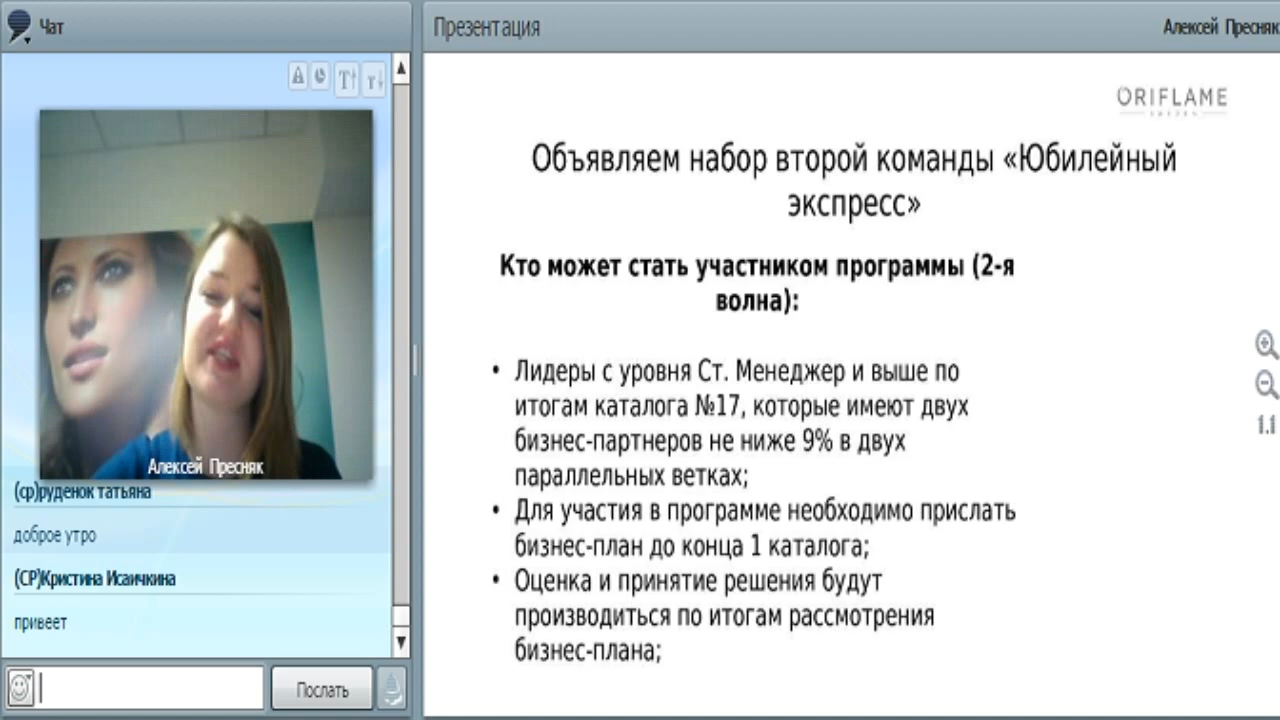 Чат
Алексей Пресняк
(ср)руденок татьяна
доброе утро
(СР)Кристина Исаичкина
привеет
Послать
Презентация
Алексей Пресняк
ORIFLAME
SWEDEN
Объявляем набор второй команды «Юбилейный
экспресс»
Кто может стать участником программы (2-я
волна):
• Лидеры с уровня Ст. Менеджер и выше по
итогам каталога №17, которые имеют двух
бизнес-партнеров не ниже 9% в двух
параллельных ветках;
• Для участия в программе необходимо прислать
бизнес-план до конца 1 каталога;
• Оценка и принятие решения будут
производиться по итогам рассмотрения
бизнес-плана;
1:1